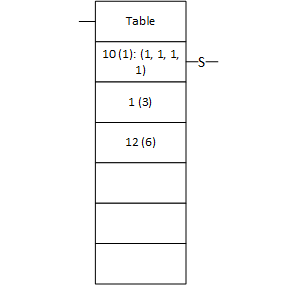 Table
10 (1): (1, 1, 1,
1)
S
1 (3)
12 (6)